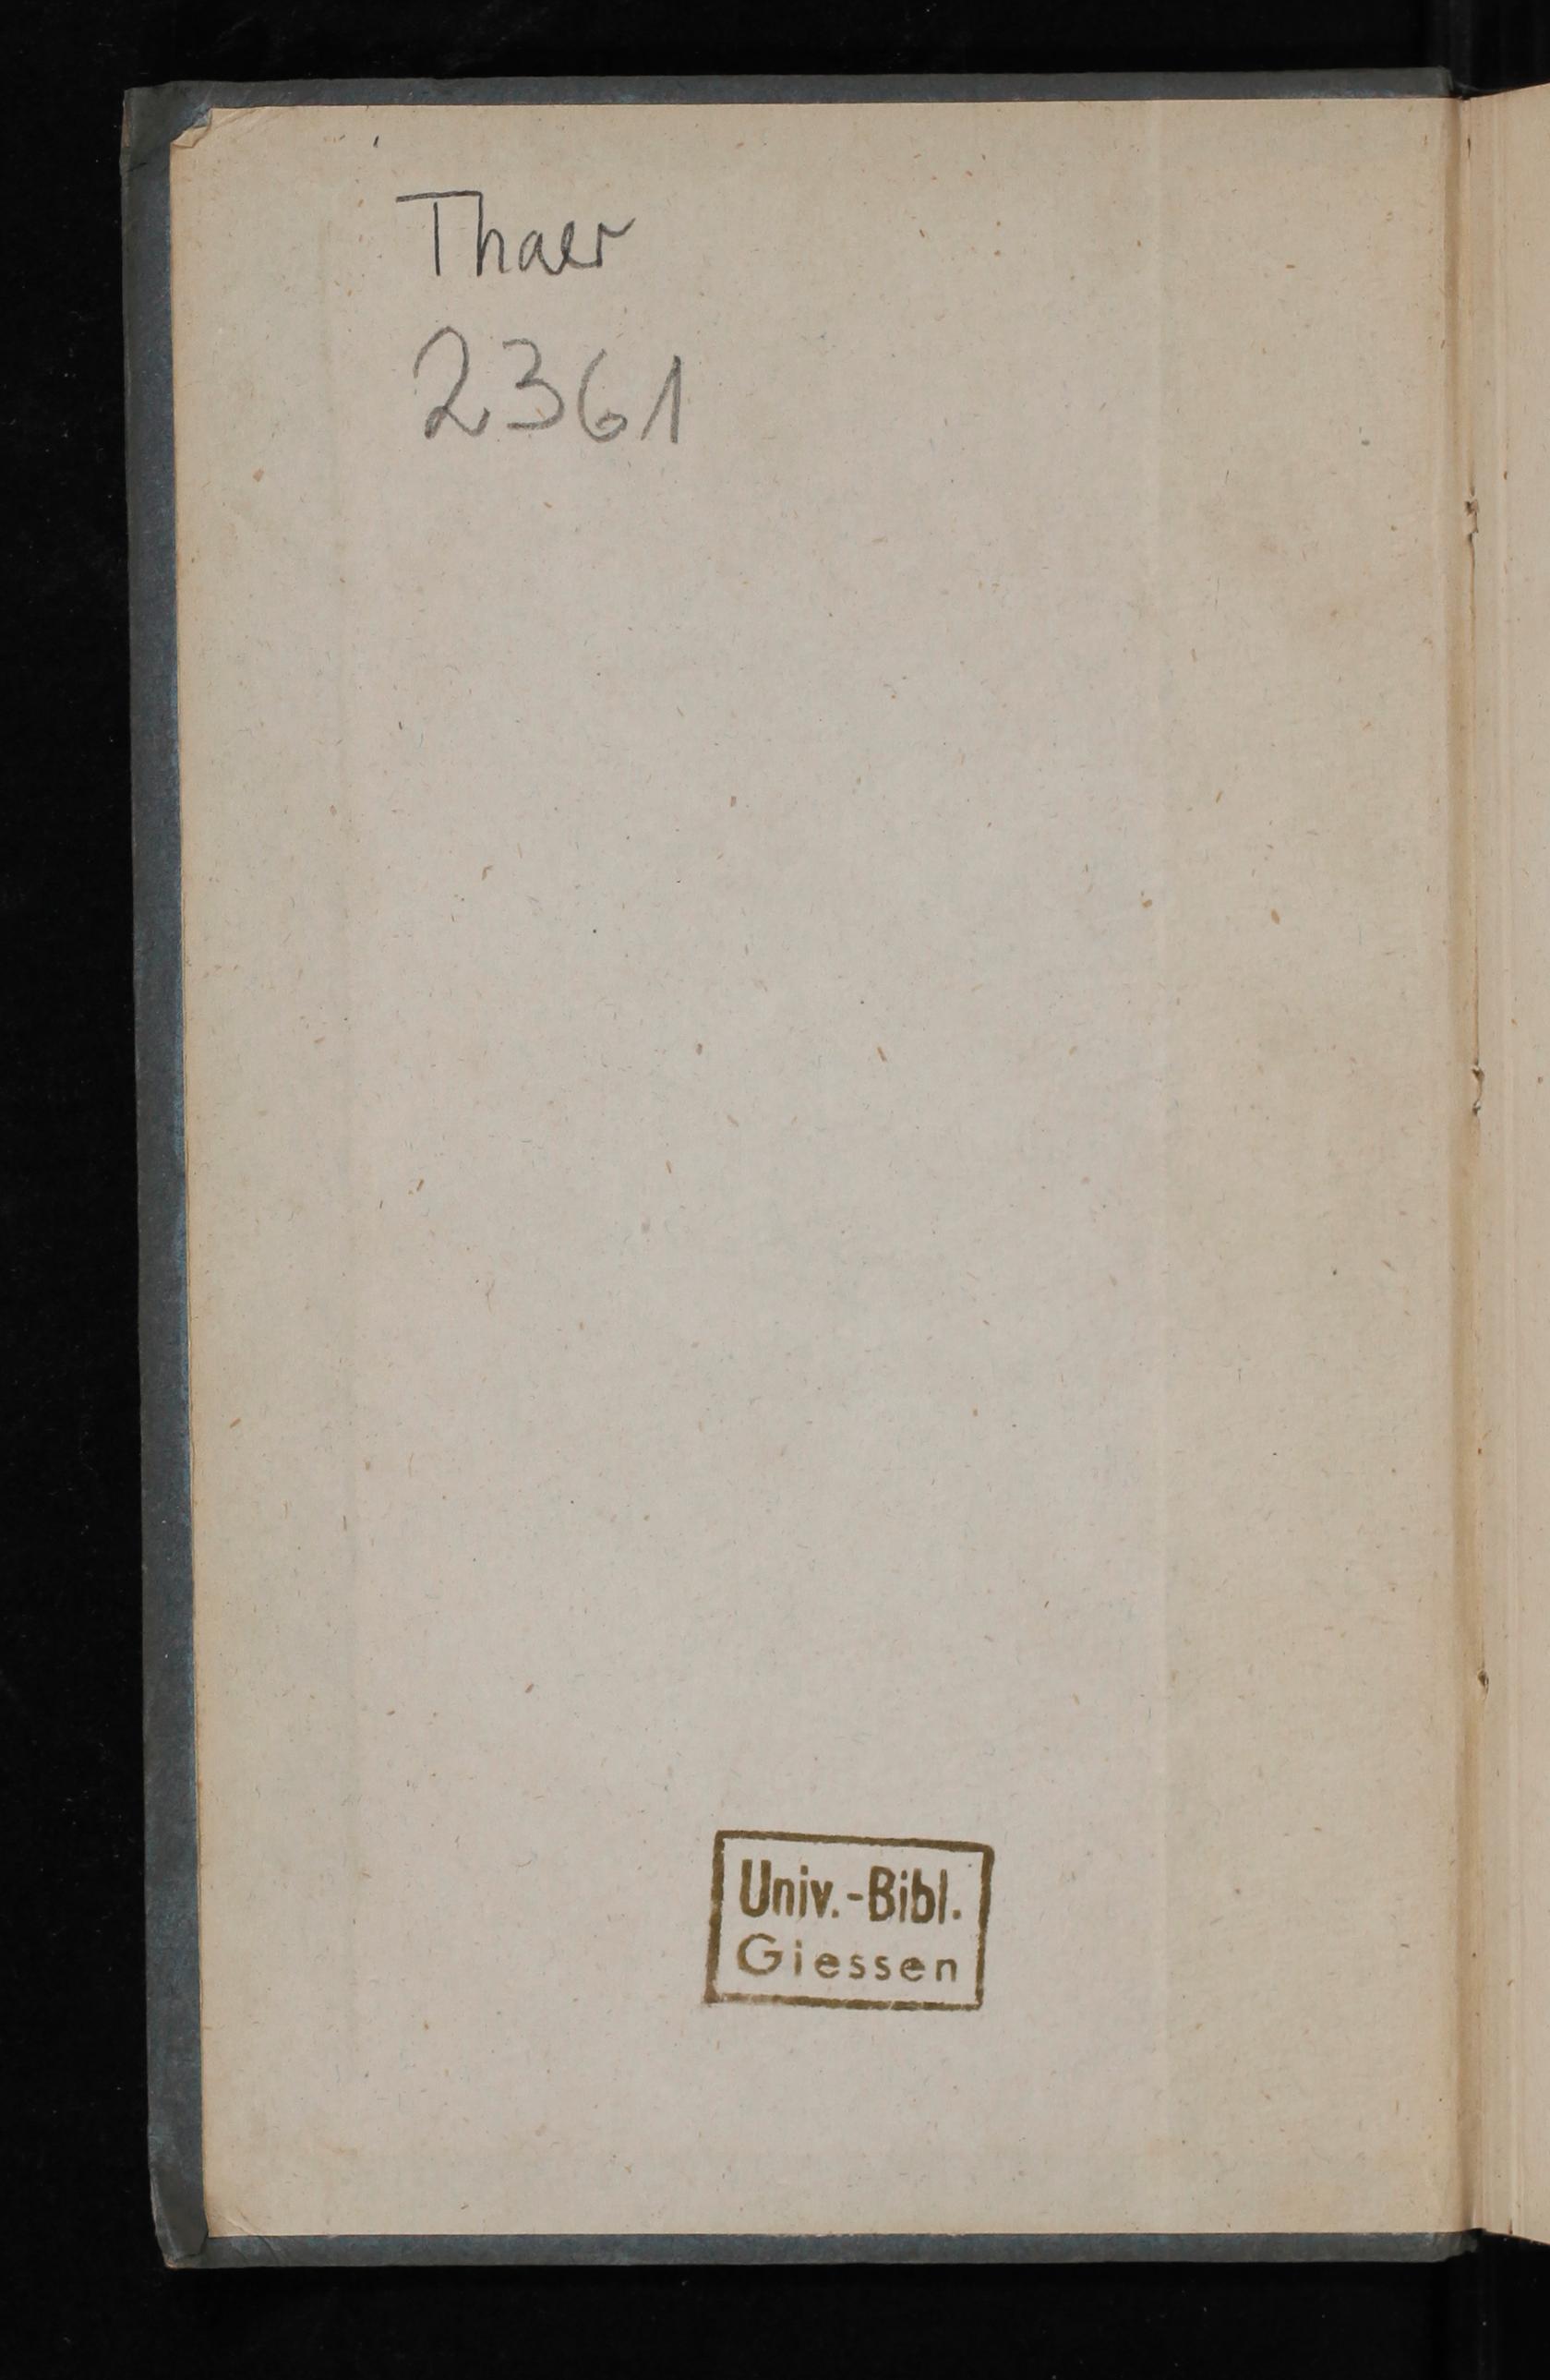 Thaer
2361
Univ.-Bibl.
Giessen